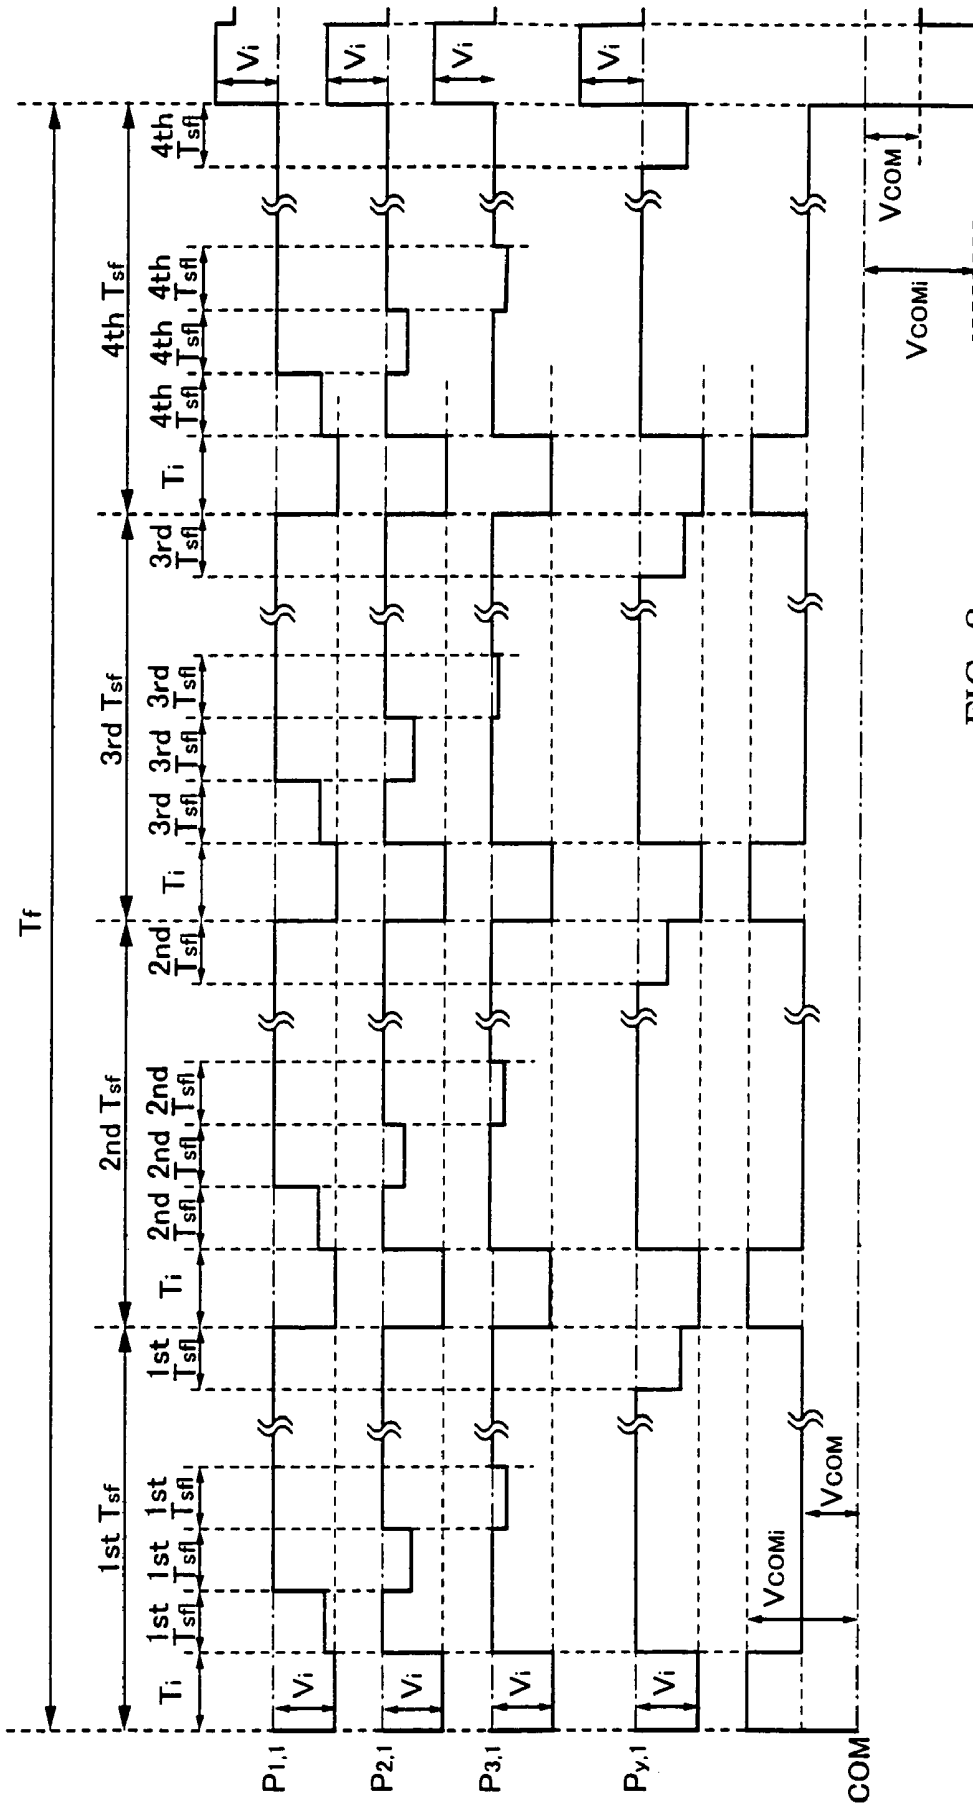 Tf
1st Tsf 2nd Tsf 3rd Tsf 4th Tsf
Ti 1st Tsfl 1st Tsfl 1st Tsfl 1st Tsfl Ti 2nd Tsfl 2nd Tsfl 2nd Tsfl 2nd Tsfl Ti 3rd Tsfl 3rd Tsfl 3rd Tsfl 3rd Tsfl Ti 4th Tsfl 4th Tsfl 4th Tsfl 4th Tsfl
P1,1 Vi Vi
P2,1 Vi Vi
P3,1 Vi Vi
Py,1 Vi Vi
VCOMi VCOM VCOM
COM
VCOMi